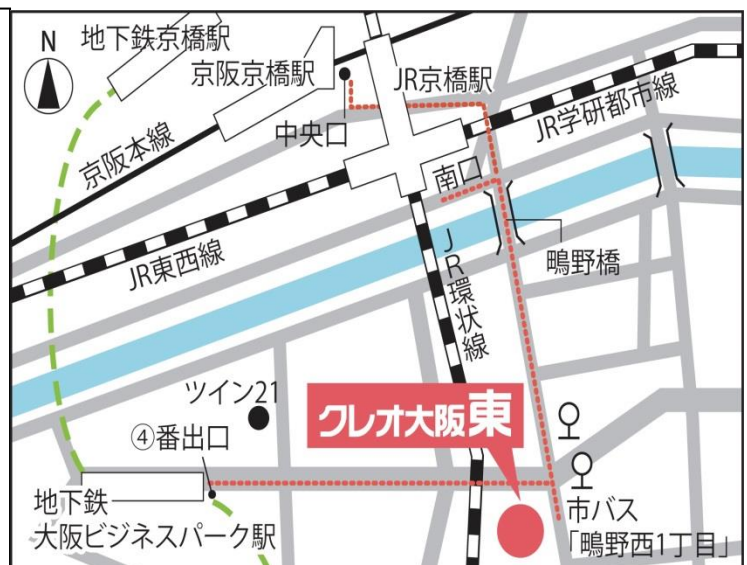 N
地下鉄京橋駅
京阪京橋駅
JR京橋駅
中央口
京阪本線
JR学研都市線
南口
JR東西線
鴫野橋
JR環状線
ツイン21
クレオ大阪東
④番出口
地下鉄
大阪ビジネスパーク駅
市バス
「鴫野西1丁目」